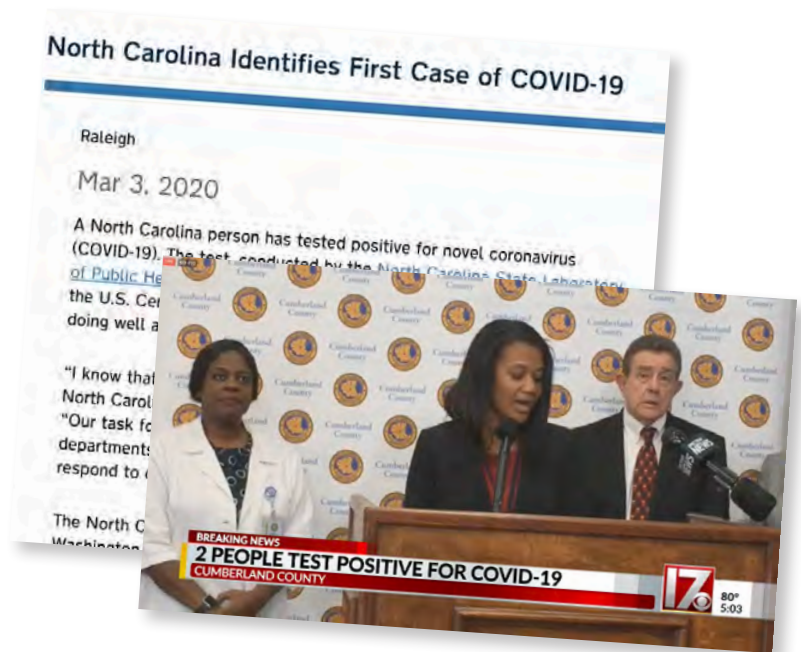 North Carolina Identifies First Case of COVID-19
Raleigh
Mar 3, 2020
A North Carolina person has tested positive for novel coronavirus
(COVID-19). The test, conducted by the North Carolina State Laboratory
of Public He
the U.S. Cen
doing well a
"I know that
North Caroli
"Our task fo
departments
respond to
The North C
Washington
Cumberland
County
BREAKING NEWS
2 PEOPLE TEST POSITIVE FOR COVID-19
CUMBERLAND COUNTY
17
80°
5:03